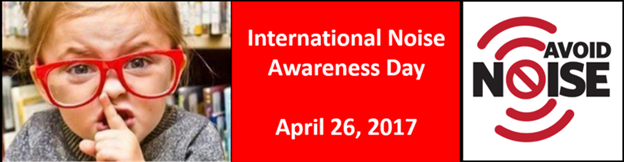 International Noise
Awareness Day
April 26, 2017
AVOID
NOISE